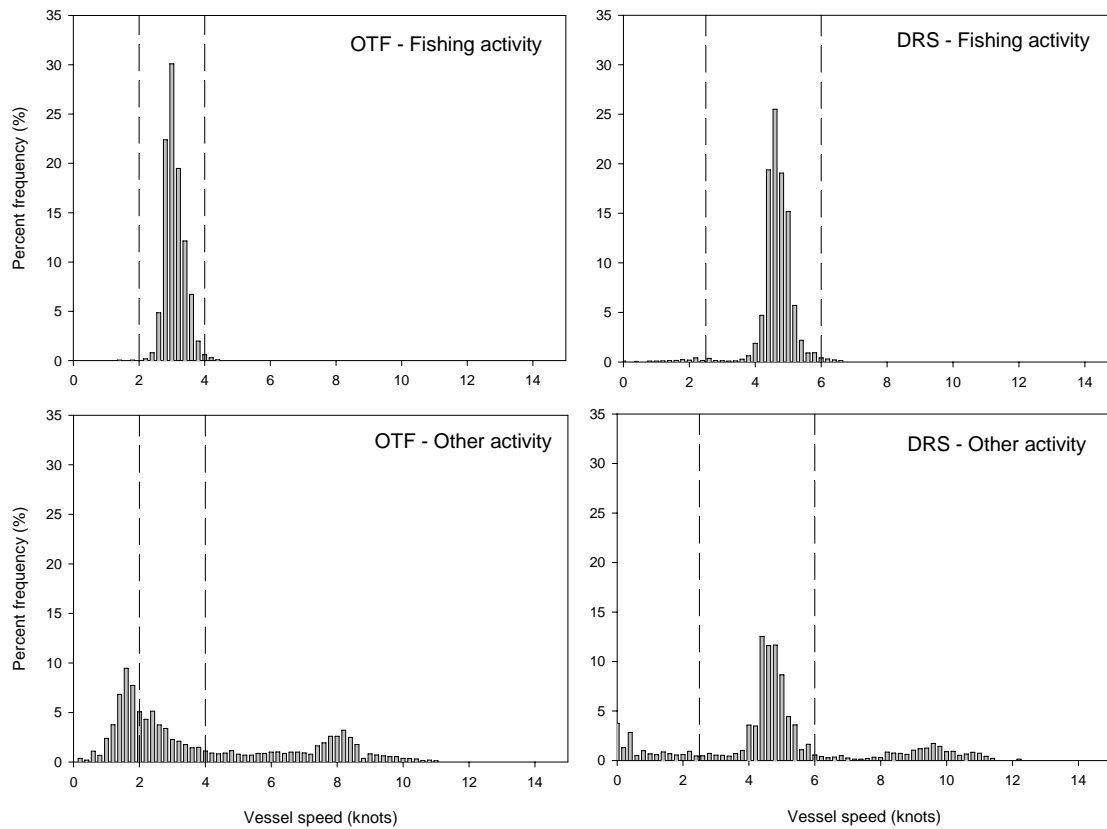 OTF - Fishing activity
Percent frequency (%)
35
30
25
20
15
10
5
0
0 2 4 6 8 10 12 14
DRS - Fishing activity
35
30
25
20
15
10
5
0
0 2 4 6 8 10 12 14
OTF - Other activity
Percent frequency (%)
35
30
25
20
15
10
5
0
0 2 4 6 8 10 12 14
Vessel speed (knots)
DRS - Other activity
35
30
25
20
15
10
5
0
0 2 4 6 8 10 12 14
Vessel speed (knots)